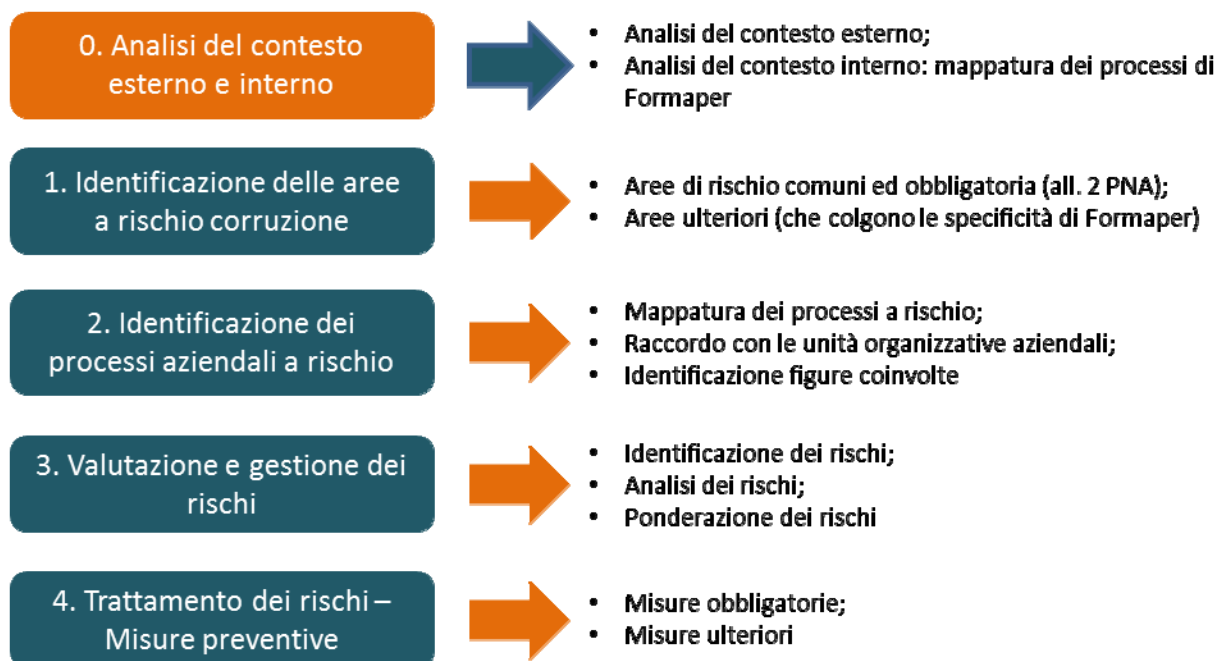 0. Analisi del contesto
esterno e interno
• Analisi del contesto esterno;
• Analisi del contesto interno: mappatura dei processi di
Formaper
1. Identificazione delle aree
a rischio corruzione
• Aree di rischio comuni ed obbligatoria (all. 2 PNA);
• Aree ulteriori (che colgono le specificità di Formaper)
2. Identificazione dei
processi aziendali a rischio
• Mappatura dei processi a rischio;
• Raccordo con le unità organizzative aziendali;
• Identificazione figure coinvolte
3. Valutazione e gestione dei
rischi
• Identificazione dei rischi;
• Analisi dei rischi;
• Ponderazione dei rischi
4. Trattamento dei rischi –
Misure preventive
• Misure obbligatorie;
• Misure ulteriori